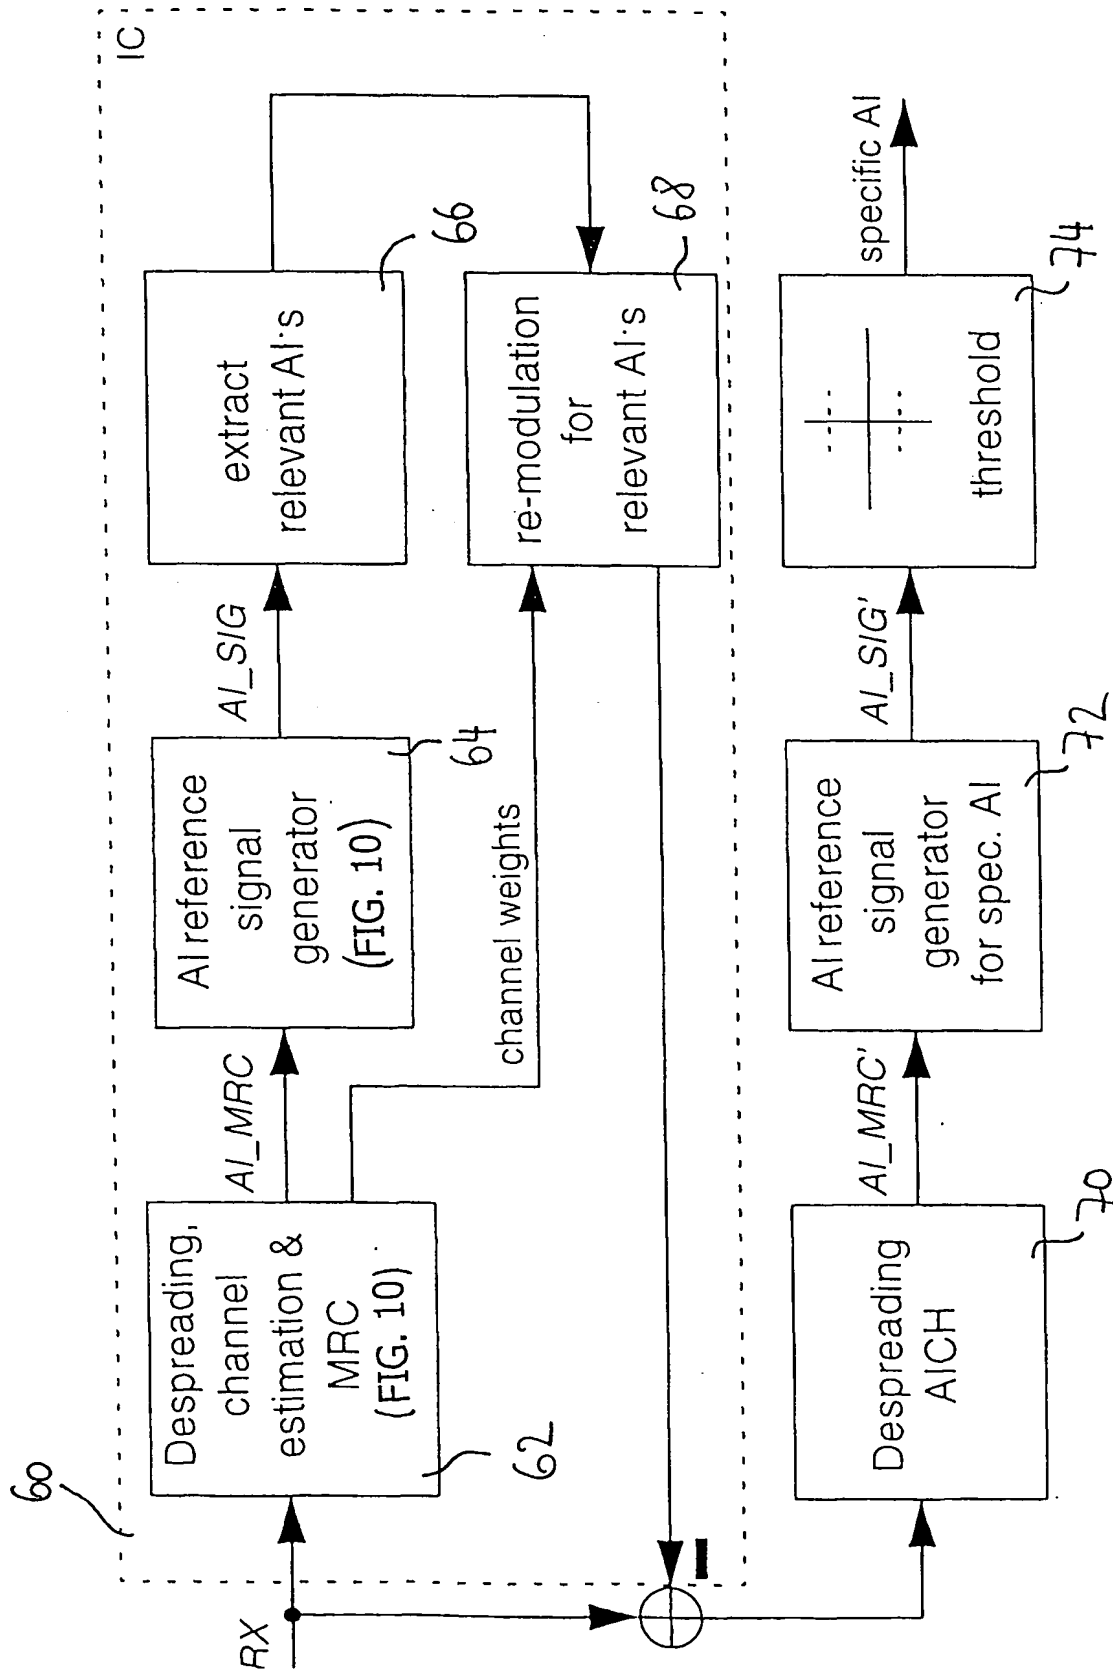 60
IC
RX
Despreading,
channel
estimation &
MRC
(FIG. 10)
62
AI_MRC
AI reference
signal
generator
(FIG. 10)
64
AI_SIG
extract
relevant AI's
66
channel weights
re-modulation
for
relevant AI's
68
Despreading
AICH
70
AI_MRC'
AI reference
signal
generator
for spec. AI
72
AI_SIG'
threshold
74
specific AI